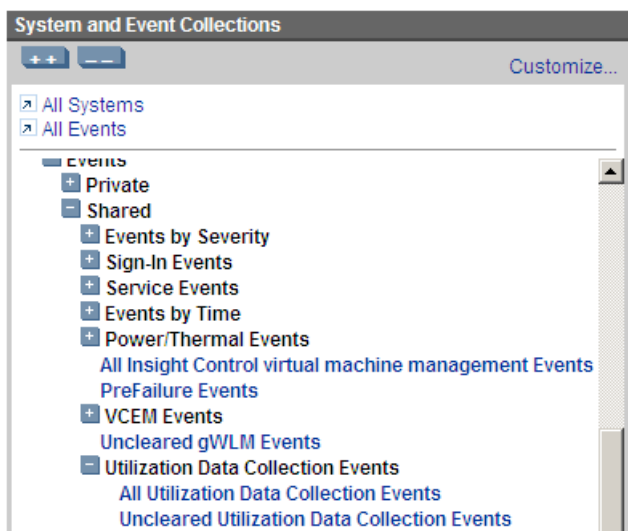 System and Event Collections
++ --
Customize...
All Systems
All Events
Events
Private
Shared
Events by Severity
Sign-In Events
Service Events
Events by Time
Power/Thermal Events
All Insight Control virtual machine management Events
PreFailure Events
VCEM Events
Uncleared gWLM Events
Utilization Data Collection Events
All Utilization Data Collection Events
Uncleared Utilization Data Collection Events